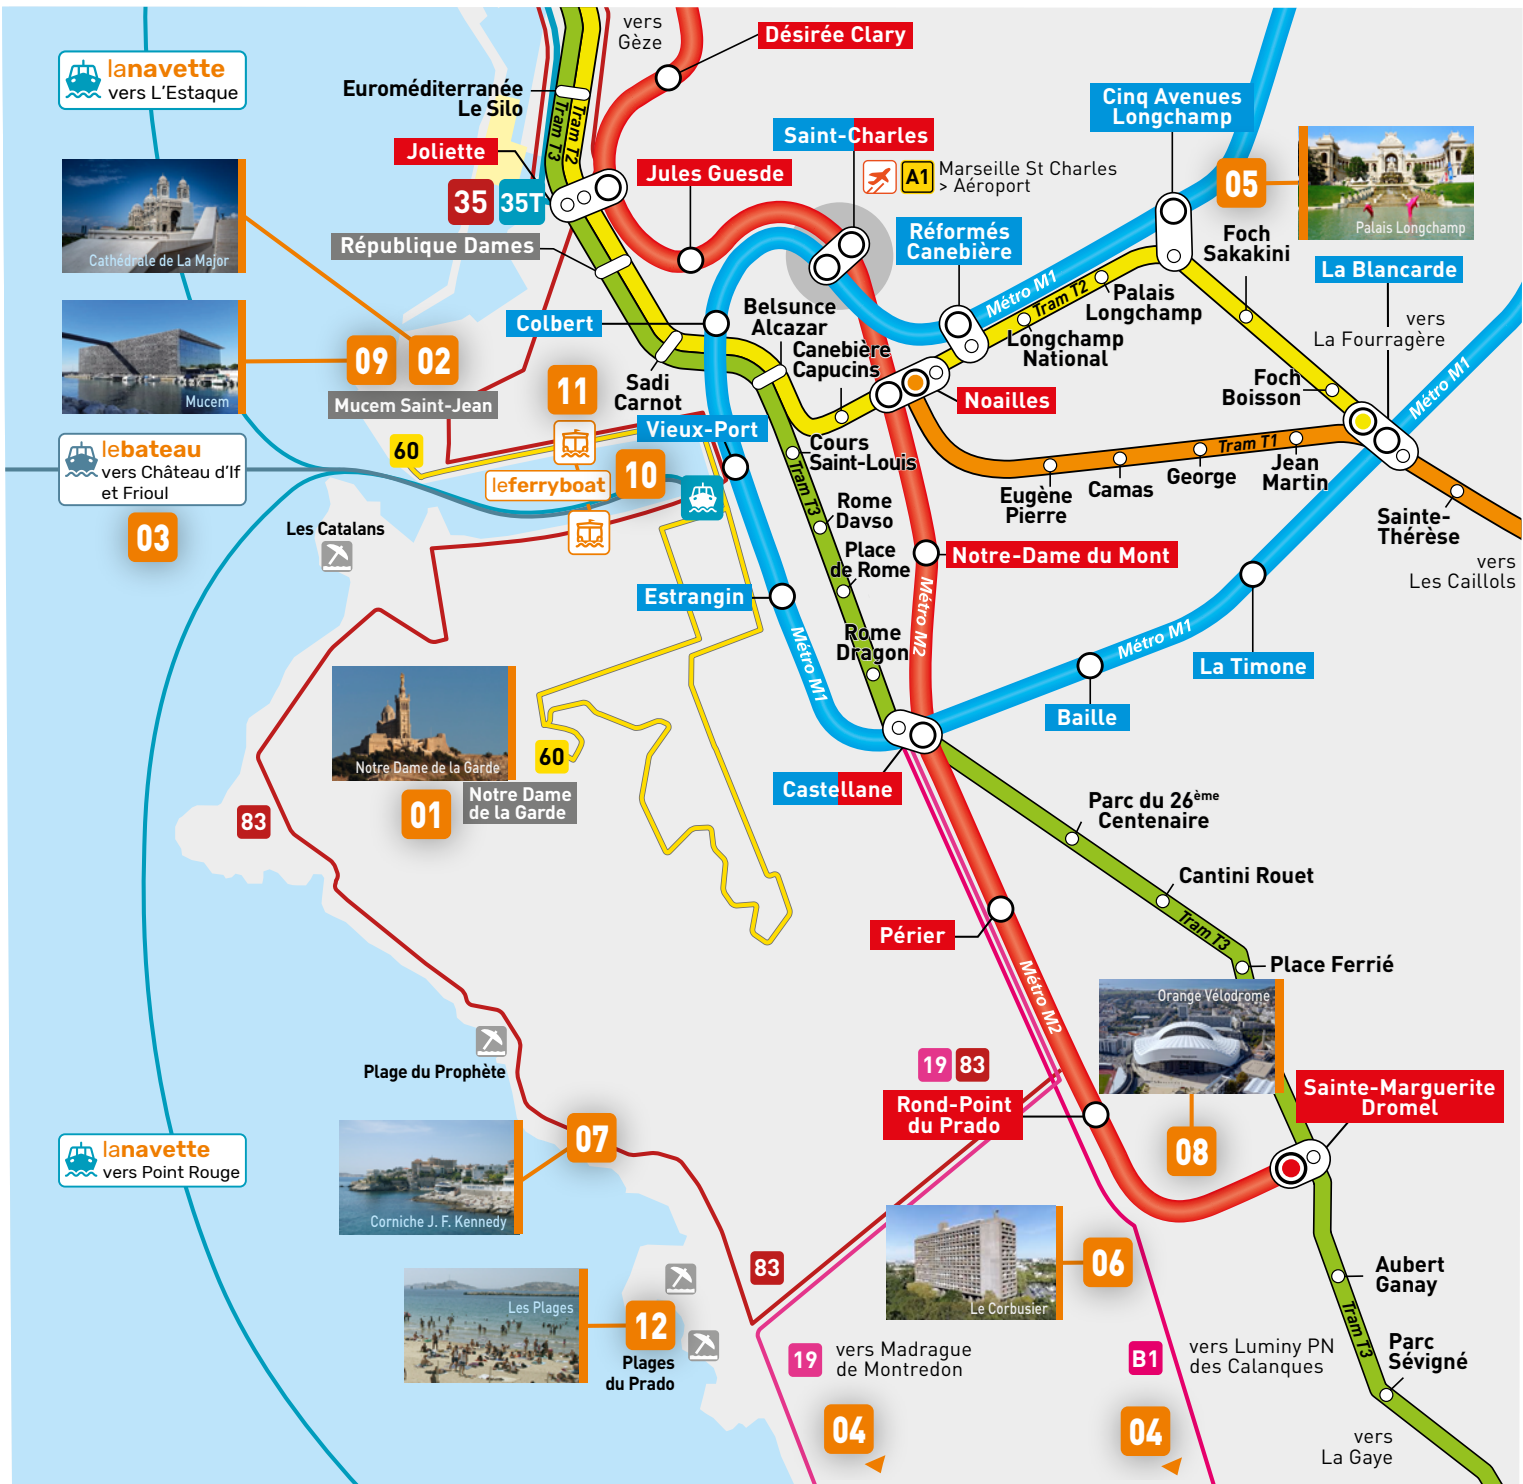 lanavette
vers L'Estaque
Cathédrale de La Major
Mucem
lebateau
vers Château d'If
et Frioul
03
vers
Gèze
Désirée Clary
Euroméditerranée
Le Silo
Tram T3
Tram T2
Joliette
35
35T
République Dames
Jules Guesde
Saint-Charles
A1
Marseille St Charles
> Aéroport
Cinq Avenues
Longchamp
05
Palais Longchamp
Réformés
Canebière
Foch
Sakakini
La Blancarde
vers
La Fourragère
Métro M1
Tram T2
Palais
Longchamp
Longchamp
National
Colbert
Belsunce
Alcazar
Canebière
Capucins
Sadi
Carnot
09
02
Mucem Saint-Jean
11
60
Vieux-Port
leferryboat
10
Noailles
Foch
Boisson
Métro M1
Cours
Saint-Louis
Tram T3
Tram T1
Eugène
Pierre
Camas
George
Jean
Martin
Sainte-
Thérèse
vers
Les Caillols
Les Catalans
Rome
Davso
Place
de Rome
Notre-Dame du Mont
Estrangin
Métro M2
Métro M1
Rome
Dragon
Métro M1
La Timone
Baille
Notre Dame de la Garde
01
60
Notre Dame
de la Garde
83
Castellane
Parc du 26ème
Centenaire
Cantini Rouet
Tram T3
Place Ferrié
Périer
Métro M2
Orange Vélodrome
08
Plage du Prophète
19
83
Rond-Point
du Prado
Sainte-Marguerite
Dromel
lanavette
vers Point Rouge
07
Corniche J. F. Kennedy
Le Corbusier
06
83
Les Plages
12
Plages
du Prado
19
vers Madrague
de Montredon
04
B1
vers Luminy PN
des Calanques
04
Aubert
Ganay
Tram T3
Parc
Sévigné
vers
La Gaye